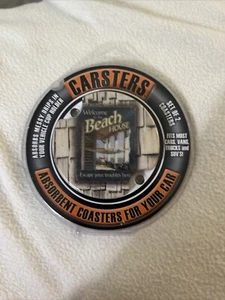 CARSTERS
ABSORBS MESSY DRIPS IN
YOUR VEHICLE CUP HOLDER
SET OF 2
COASTERS
FITS MOST
CARS, VANS,
TRUCKS and
SUV'S!
Welcome
Beach
HOUSE
Escape your troubles here
ABSORBENT COASTERS FOR YOUR CAR